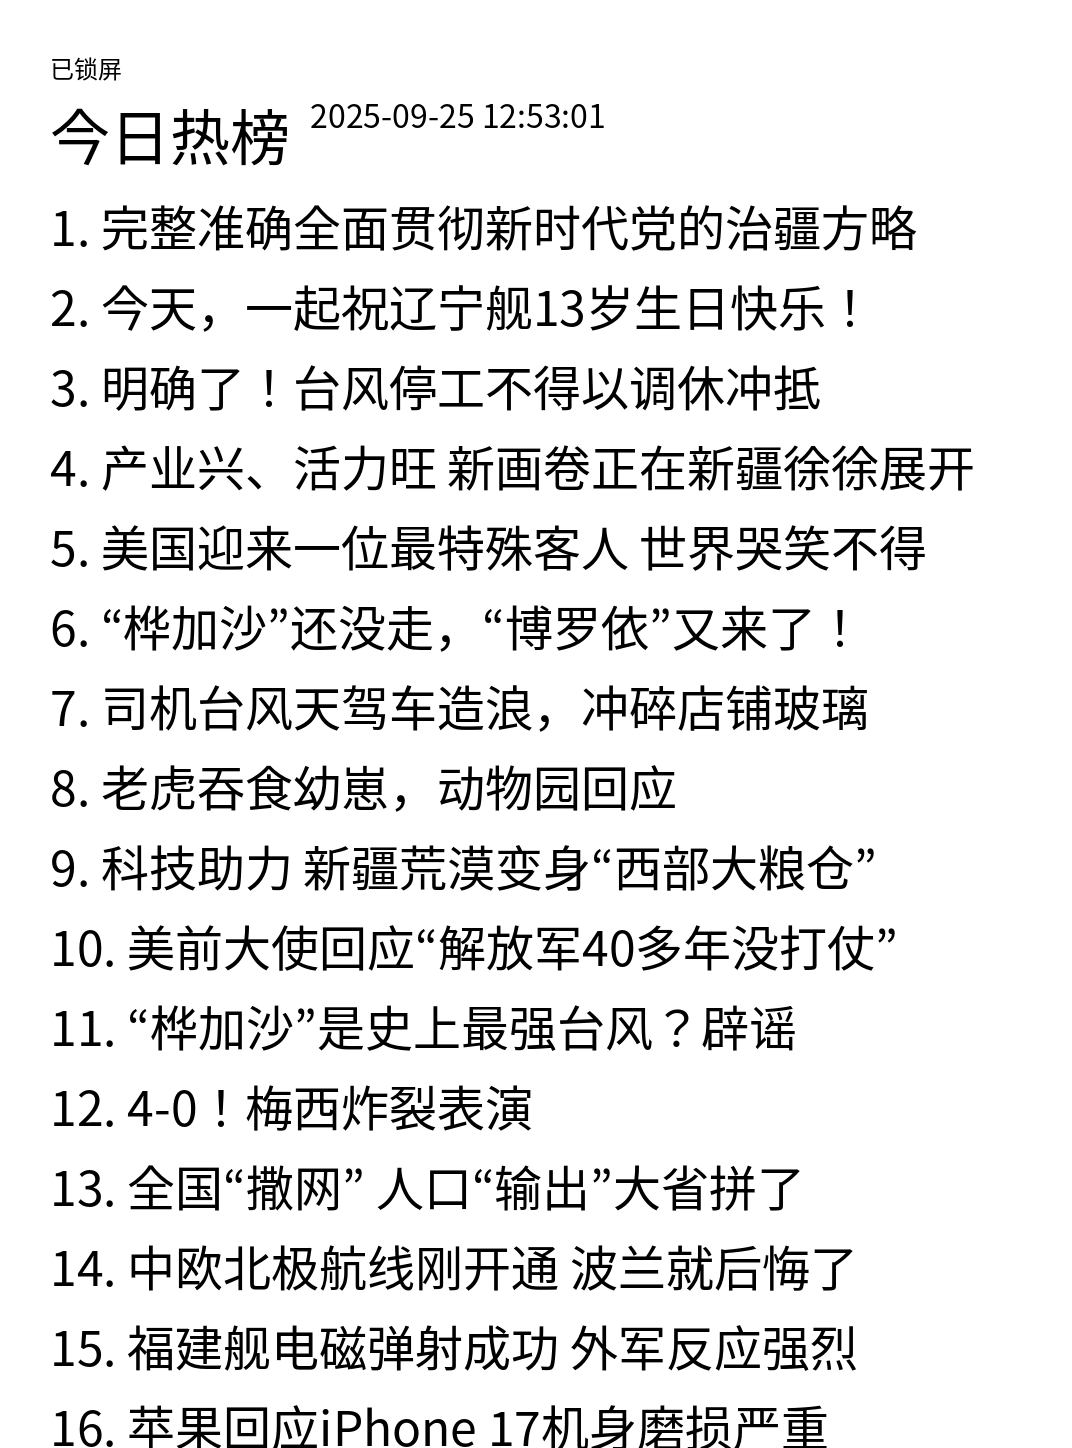 已锁屏
今日热榜 2025-09-25 12:53:01
1. 完整准确全面贯彻新时代党的治疆方略
2. 今天，一起祝辽宁舰13岁生日快乐！
3. 明确了！台风停工不得以调休冲抵
4. 产业兴、活力旺 新画卷正在新疆徐徐展开
5. 美国迎来一位最特殊客人 世界哭笑不得
6. “桦加沙”还没走，“博罗依”又来了！
7. 司机台风天驾车造浪，冲碎店铺玻璃
8. 老虎吞食幼崽，动物园回应
9. 科技助力 新疆荒漠变身“西部大粮仓”
10. 美前大使回应“解放军40多年没打仗”
11. “桦加沙”是史上最强台风？辟谣
12. 4-0！梅西炸裂表演
13. 全国“撒网” 人口“输出”大省拼了
14. 中欧北极航线刚开通 波兰就后悔了
15. 福建舰电磁弹射成功 外军反应强烈
16. 苹果回应iPhone 17机身磨损严重